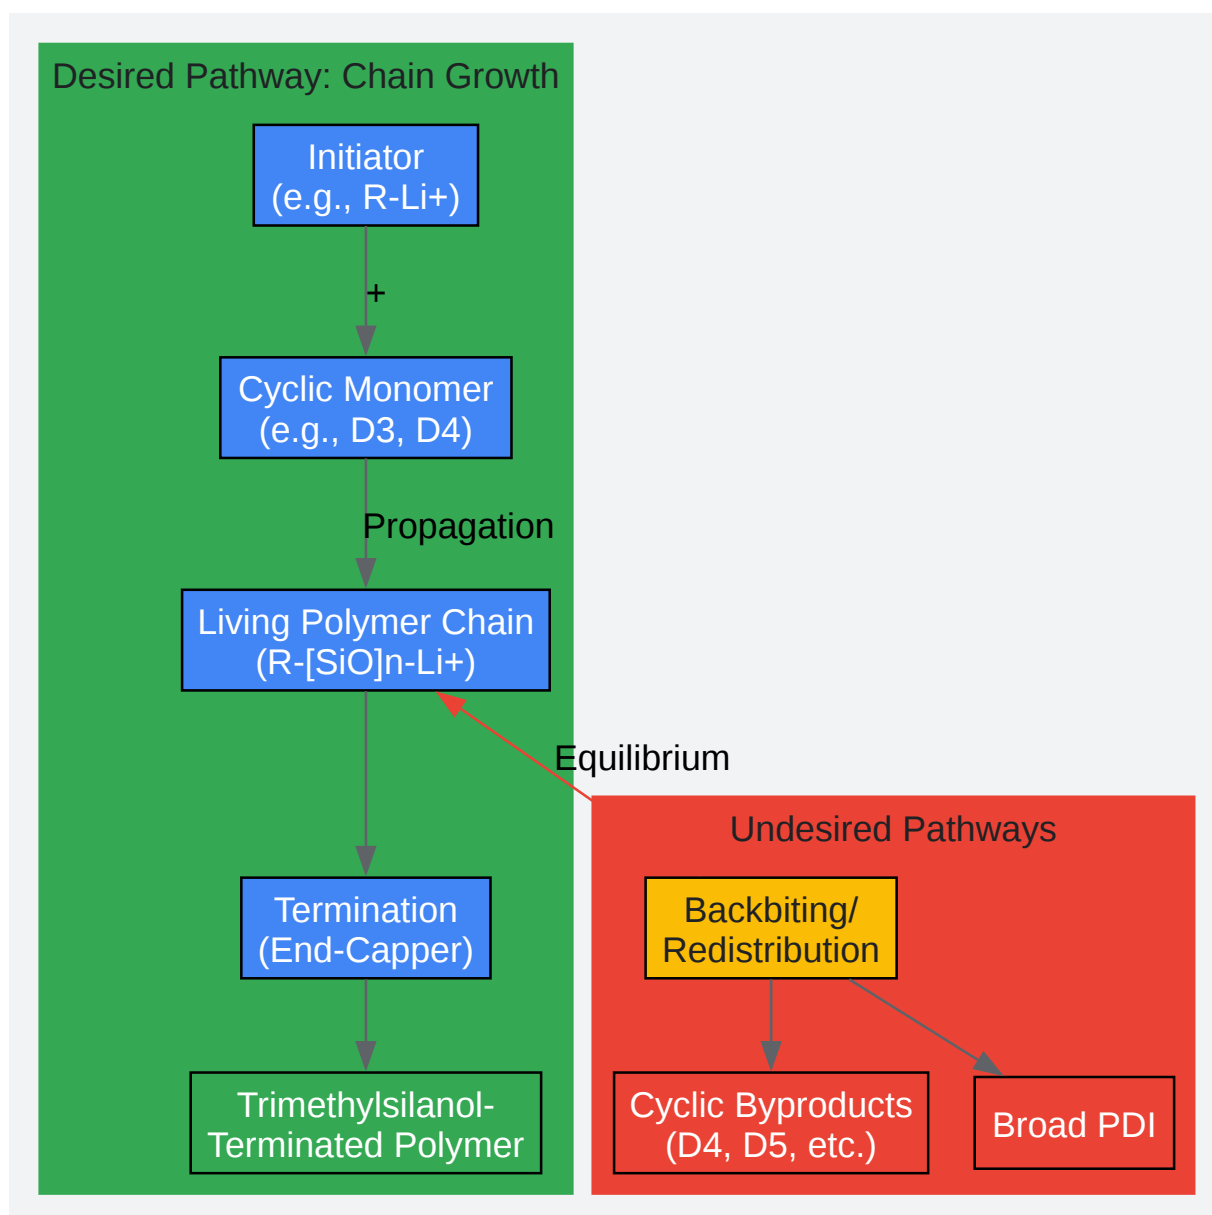 Desired Pathway: Chain Growth
Initiator
(e.g., R-Li+)
+
Cyclic Monomer
(e.g., D3, D4)
Propagation
Living Polymer Chain
(R-[SiO]n-Li+)
Equilibrium
Termination
(End-Capper)
Trimethylsilanol-
Terminated Polymer
Undesired Pathways
Backbiting/
Redistribution
Cyclic Byproducts
(D4, D5, etc.)
Broad PDI